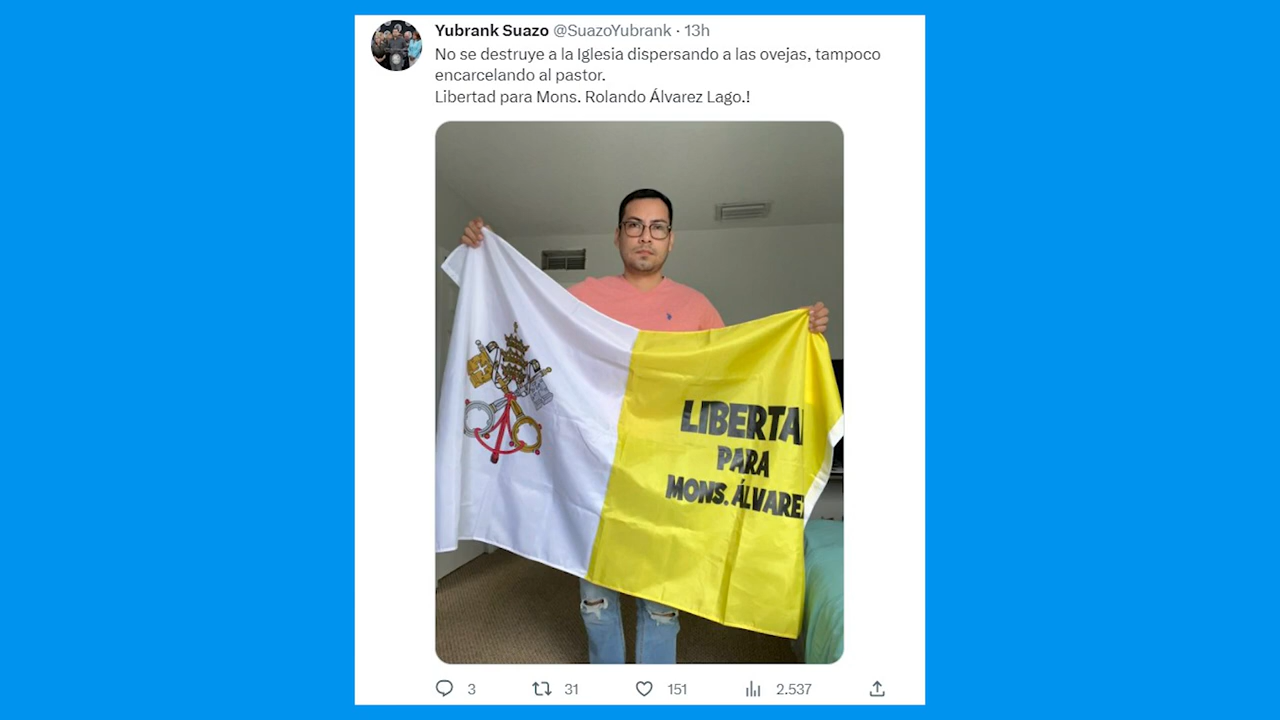 Yubrank Suazo @SuazoYubrank · 13h
No se destruye a la Iglesia dispersando a las ovejas, tampoco
encarcelando al pastor.
Libertad para Mons. Rolando Álvarez Lago.!
LIBERTA
PARA
MONS. ÁLVAREZ
3 31 151 2.537